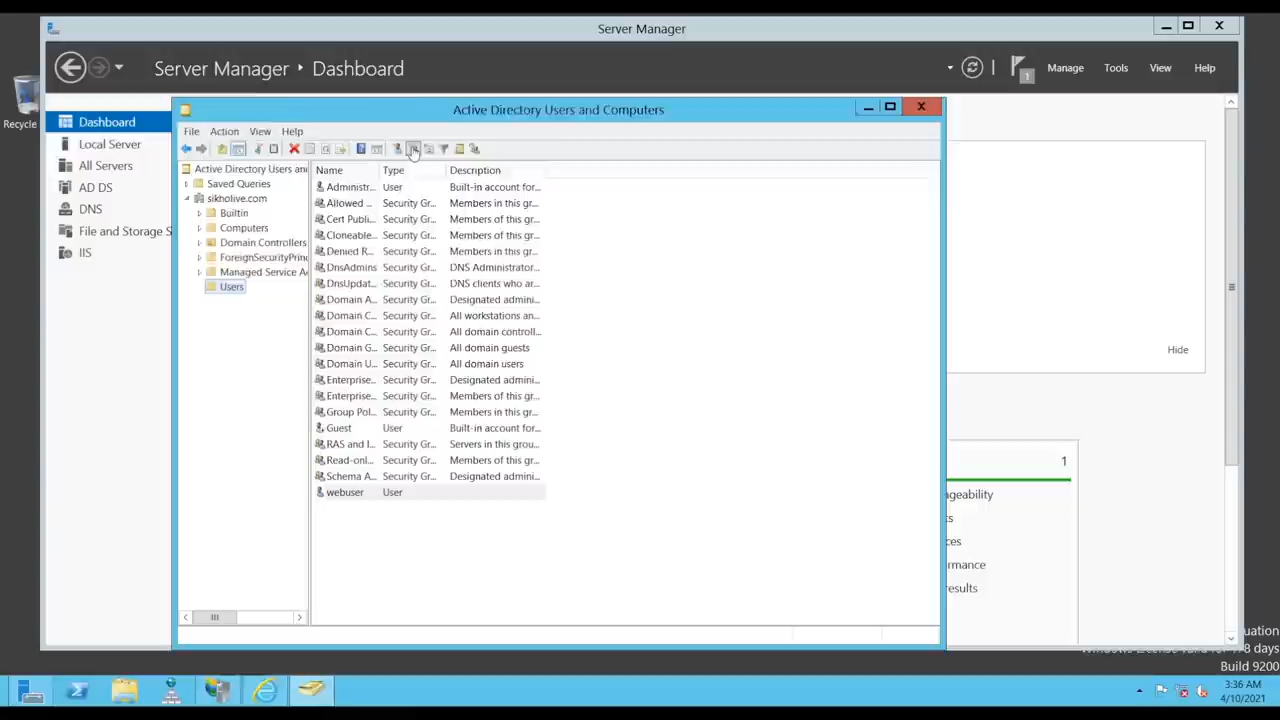 Server Manager
Server Manager ‣ Dashboard
1
Manage
Tools
View
Help
Recycle
Dashboard
Local Server
All Servers
AD DS
DNS
File and Storage S
IIS
Active Directory Users and Computers
File Action View Help
Active Directory Users an
Saved Queries
sikholive.com
Builtin
Computers
Domain Controllers
ForeignSecurityPrinc
Managed Service Ac
Users
Name Type Description
Administr... User Built-in account for...
Allowed ... Security Gr... Members in this gr...
Cert Publi... Security Gr... Members of this gr...
Cloneable... Security Gr... Members of this gr...
Denied R... Security Gr... Members in this gr...
DnsAdmins Security Gr... DNS Administrator...
DnsUpdat... Security Gr... DNS clients who ar...
Domain A... Security Gr... Designated admini...
Domain C... Security Gr... All workstations an...
Domain C... Security Gr... All domain controll...
Domain G... Security Gr... All domain guests
Domain U... Security Gr... All domain users
Enterprise... Security Gr... Designated admini...
Enterprise... Security Gr... Members of this gr...
Group Pol... Security Gr... Members in this gr...
Guest User Built-in account for...
RAS and I... Security Gr... Servers in this grou...
Read-onl... Security Gr... Members of this gr...
Schema A... Security Gr... Designated admini...
webuser User
Hide
1
ageability
ts
ces
rmance
results
uation
8 days
Build 9200
3:36 AM
4/10/2021